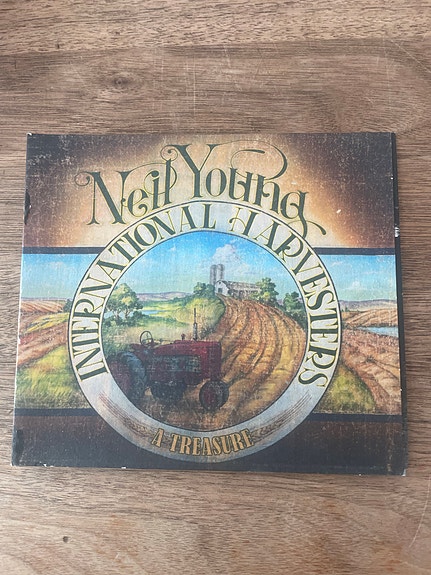 Neil Young
INTERNATIONAL HARVESTERS
A TREASURE